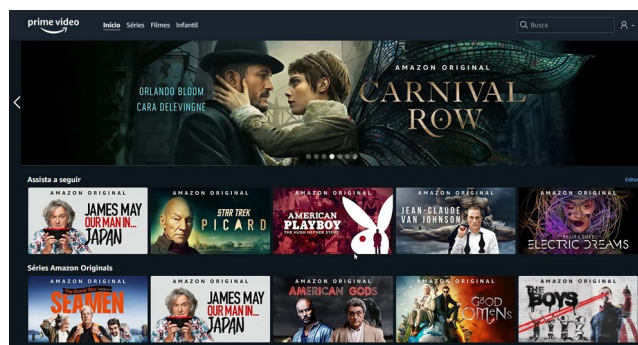 prime video
Início Séries Filmes Infantil
Busca
AMAZON ORIGINAL
CARNIVAL
ROW
ORLANDO BLOOM
CARA DELEVINGNE
Assista a seguir
AMAZON ORIGINAL
JAMES MAY
OUR MAN IN...
JAPAN
AMAZON ORIGINAL
STAR TREK
PICARD
AMAZON ORIGINAL
AMERICAN
PLAYBOY
THE HUGH HEFNER STORY
AMAZON ORIGINAL
JEAN-CLAUDE
VAN JOHNSON
AMAZON ORIGINAL
PHILIP K. DICK'S
ELECTRIC DREAMS
Séries Amazon Originals
AMAZON ORIGINAL
SEAMEN
AMAZON ORIGINAL
JAMES MAY
OUR MAN IN...
JAPAN
AMAZON ORIGINAL
AMERICAN GODS
AMAZON ORIGINAL
GOOD
OMENS
AMAZON ORIGINAL
THE
BOYS